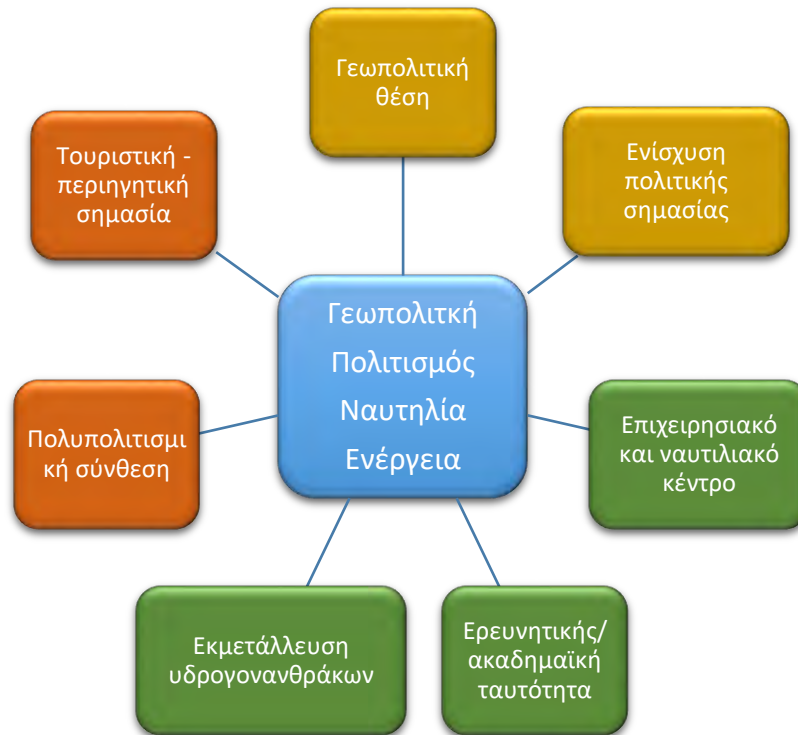 Γεωπολιτική
θέση
Τουριστική -
περιηγητική
σημασία
Ενίσχυση
πολιτικής
σημασίας
Γεωπολιτκή
Πολιτισμός
Ναυτηλία
Ενέργεια
Πολυπολιτισμι
κή σύνθεση
Επιχειρησιακό
και ναυτιλιακό
κέντρο
Εκμετάλλευση
υδρογονανθράκων
Ερευνητικής/
ακαδημαϊκή
ταυτότητα